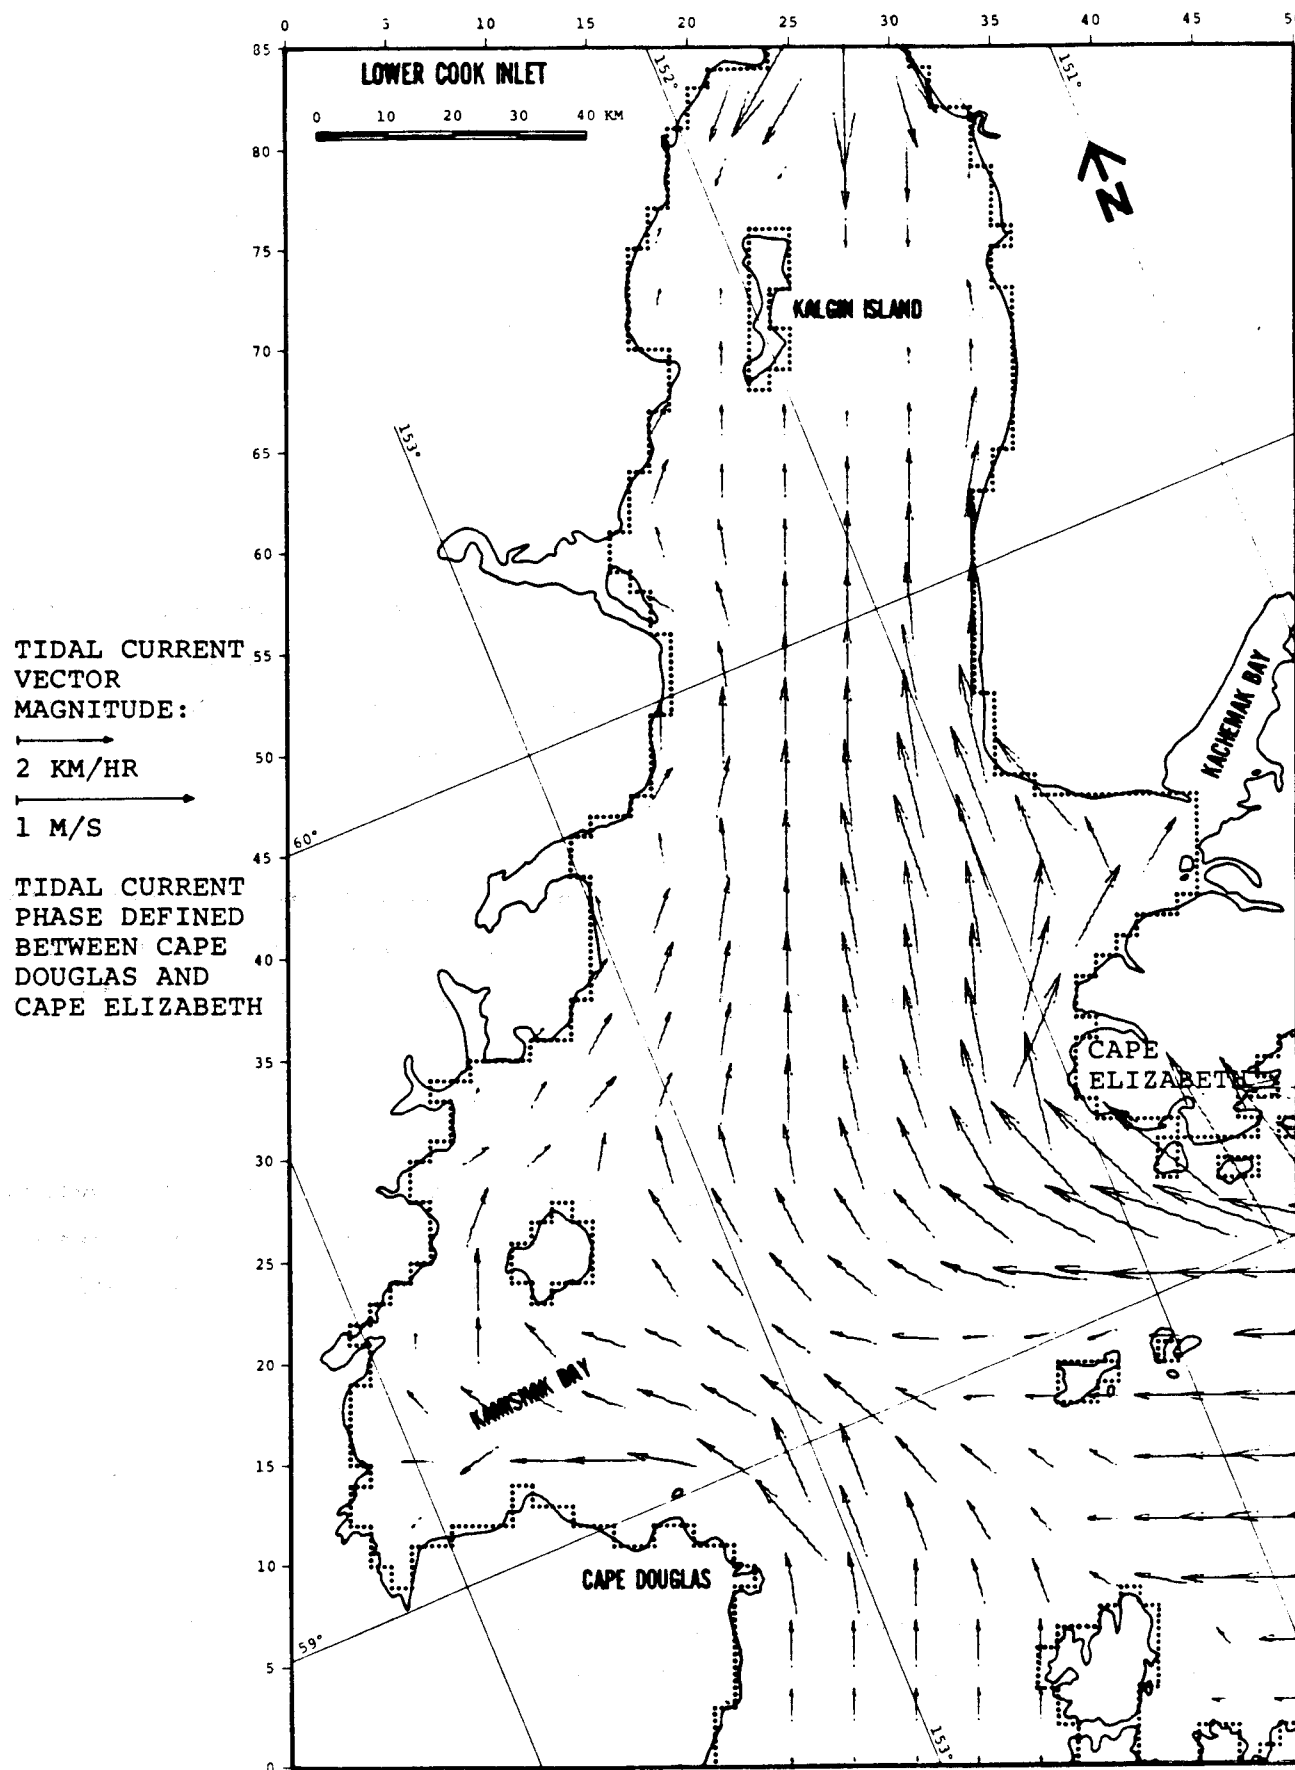 0 5 10 15 20 25 30 35 40 45
85
LOWER COOK INLET
0 10 20 30 40 KM
152°
151°
N
80
75
KALGIN ISLAND
70
153°
65
60
TIDAL CURRENT
VECTOR
MAGNITUDE:
2 KM/HR
1 M/S
55
KACHEMAK BAY
50
60°
45
TIDAL CURRENT
PHASE DEFINED
BETWEEN CAPE
DOUGLAS AND
CAPE ELIZABETH
40
35
CAPE
ELIZABETH
30
25
20
KAMISHAK BAY
15
10
CAPE DOUGLAS
59°
5
153°
0